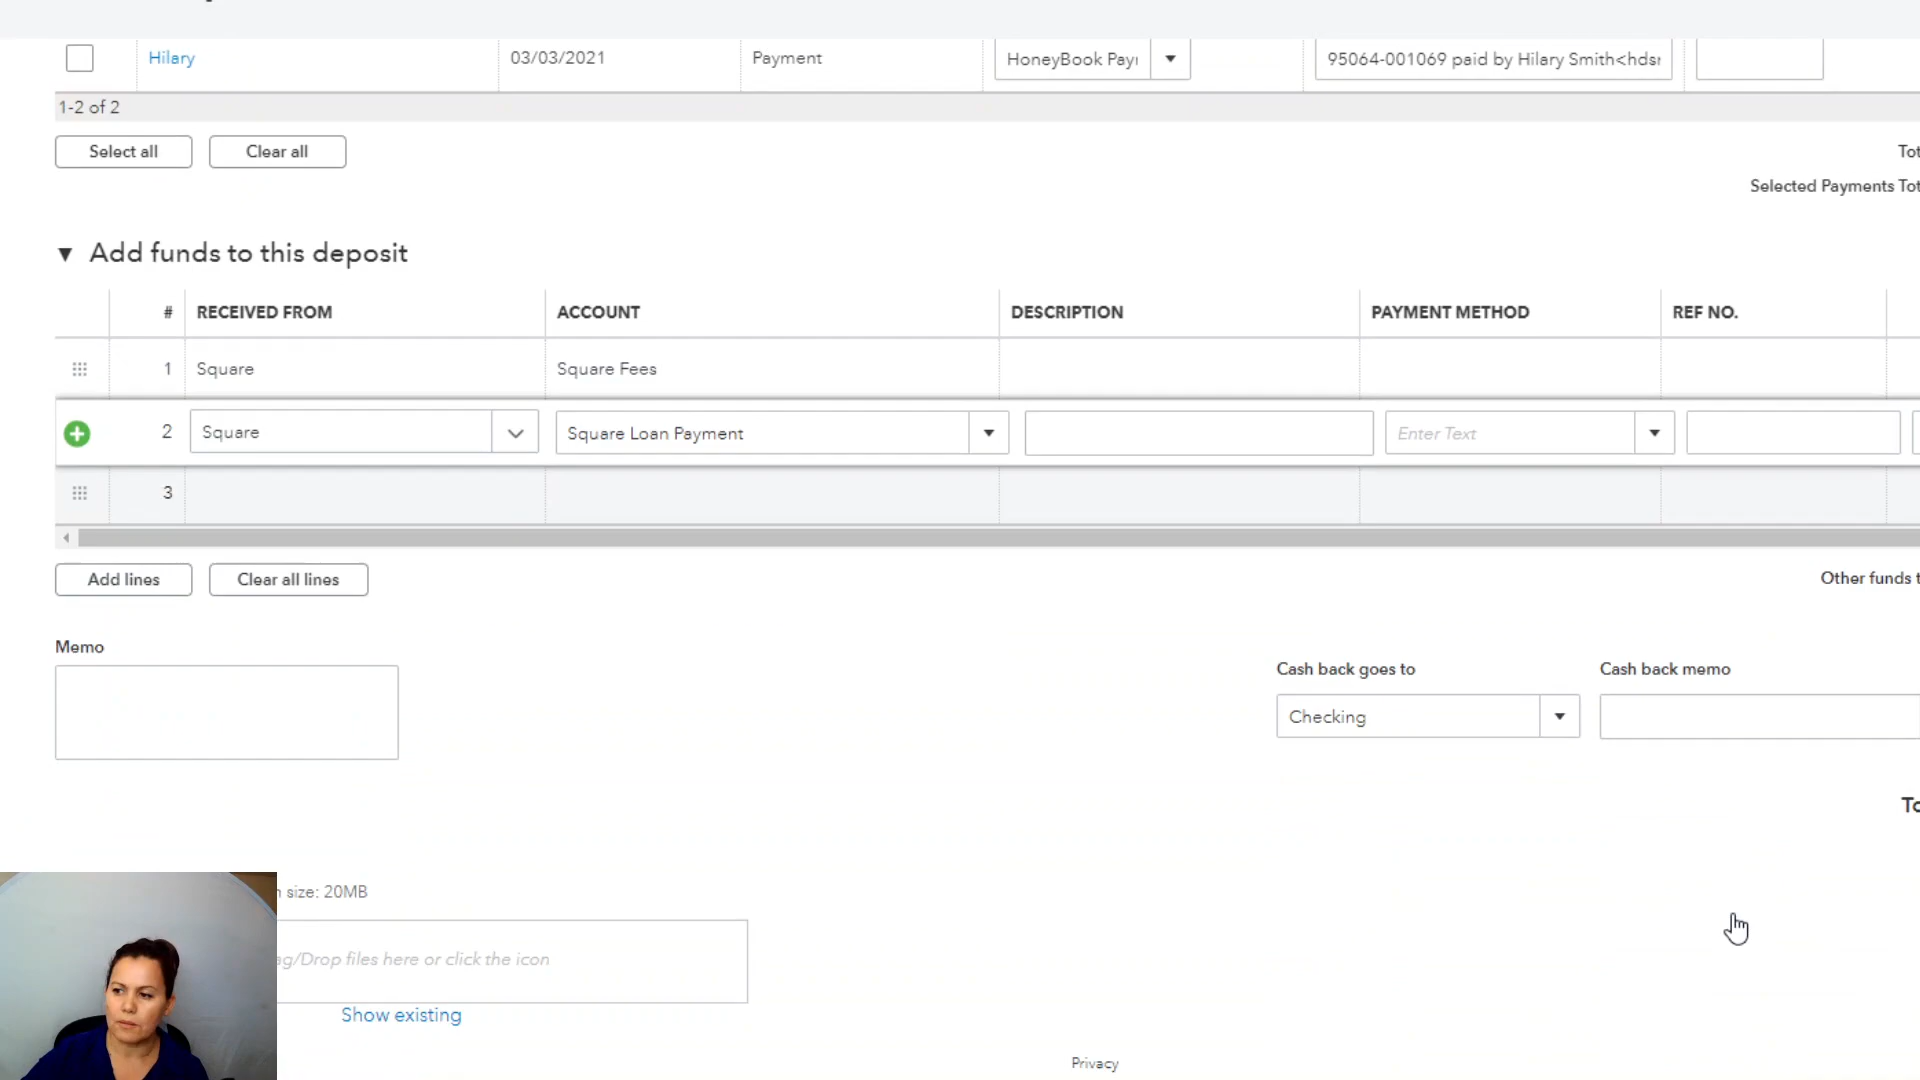 Hilary 03/03/2021 Payment HoneyBook Payı 95064-001069 paid by Hilary Smith<hdsr
1-2 of 2
Select all Clear all Tot
Selected Payments Tot
Add funds to this deposit
# RECEIVED FROM ACCOUNT DESCRIPTION PAYMENT METHOD REF NO.
1 Square Square Fees
2 Square Square Loan Payment Enter Text
3
Add lines Clear all lines Other funds t
Memo
Cash back goes to Cash back memo
Checking
To
size: 20MB
ag/Drop files here or click the icon
Show existing
Privacy